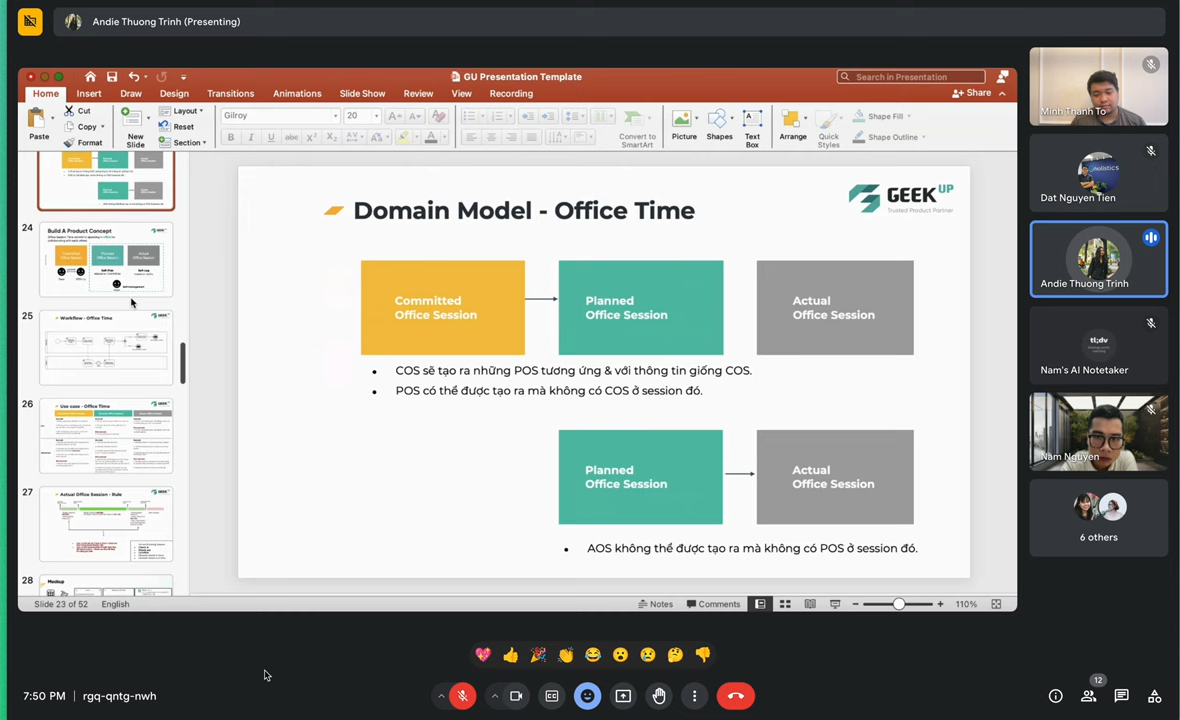 Andie Thuong Trinh (Presenting)
GU Presentation Template
Search in Presentation
Home Insert Draw Design Transitions Animations Slide Show Review View Recording
Share
Paste
Cut
Copy
Format
New
Slide
Layout
Reset
Section
Gilroy
20
Convert to
SmartArt
Picture
Shapes
Text
Box
Arrange
Quick
Styles
Shape Fill
Shape Outline
24
Build A Product Concept
25
Workflow - Office Time
26
Use case - Office Time
27
Actual Office Session - Rule
28
Mockup
Domain Model - Office Time
GEEK UP
Trusted Product Partner
Committed
Office Session
Planned
Office Session
Actual
Office Session
• COS sẽ tạo ra những POS tương ứng & với thông tin giống COS.
• POS có thể được tạo ra mà không có COS ở session đó.
Planned
Office Session
Actual
Office Session
• AOS không thể được tạo ra mà không có POS ở session đó.
Slide 23 of 52 English
Notes Comments 110%
Minh Thanh To
holistics
Dat Nguyen Tien
Andie Thuong Trinh
tl;dv
Nam's AI Notetaker
Nam Nguyen
6 others
7:50 PM | rgq-qntg-nwh
12